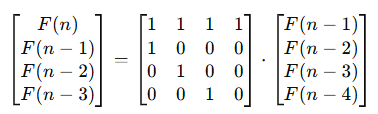 F(n) 1 1 1 1 F(n − 1)
F(n − 1) 1 0 0 0 F(n − 2)
= ·
F(n − 2) 0 1 0 0 F(n − 3)
F(n − 3) 0 0 1 0 F(n − 4)